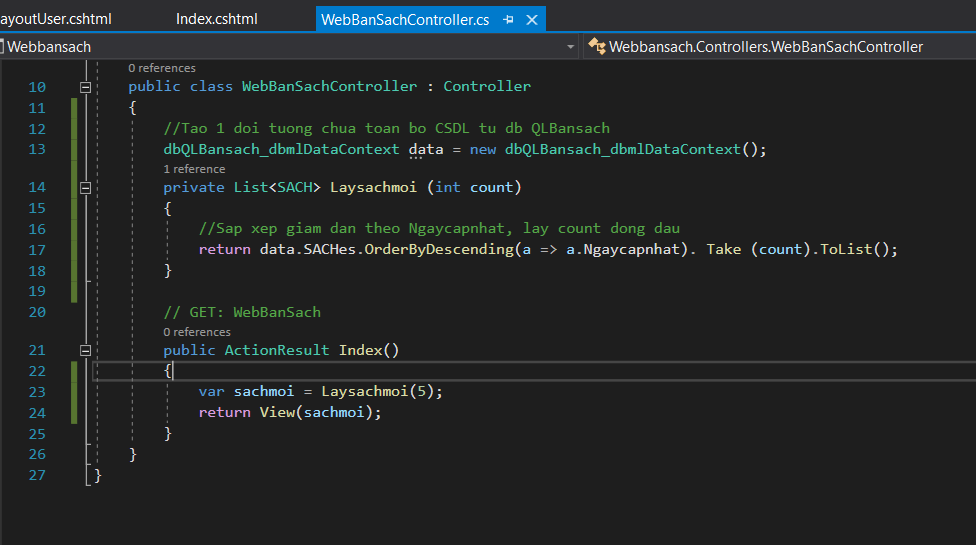 ayoutUser.cshtml Index.cshtml WebBanSachController.cs
Webbansach Webbansach.Controllers.WebBanSachController
0 references
10 public class WebBanSachController : Controller
11 {
12 //Tao 1 doi tuong chua toan bo CSDL tu db QLBansach
13 dbQLBansach_dbmlDataContext data = new dbQLBansach_dbmlDataContext();
1 reference
14 private List<SACH> Laysachmoi (int count)
15 {
16 //Sap xep giam dan theo Ngaycapnhat, lay count dong dau
17 return data.SACHes.OrderByDescending(a => a.Ngaycapnhat). Take (count).ToList();
18 }
19
20 // GET: WebBanSach
0 references
21 public ActionResult Index()
22 {
23 var sachmoi = Laysachmoi(5);
24 return View(sachmoi);
25 }
26 }
27 }